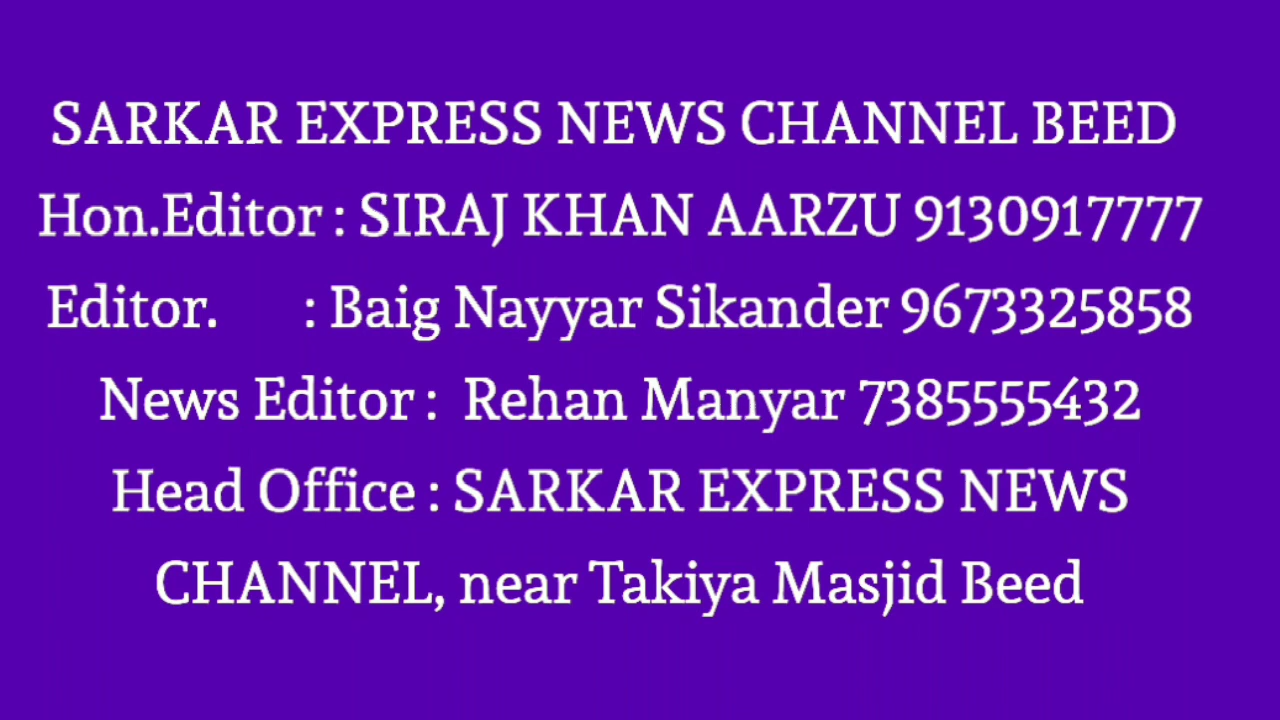 SARKAR EXPRESS NEWS CHANNEL BEED
Hon.Editor : SIRAJ KHAN AARZU 9130917777
Editor. : Baig Nayyar Sikander 9673325858
News Editor : Rehan Manyar 7385555432
Head Office : SARKAR EXPRESS NEWS
CHANNEL, near Takiya Masjid Beed